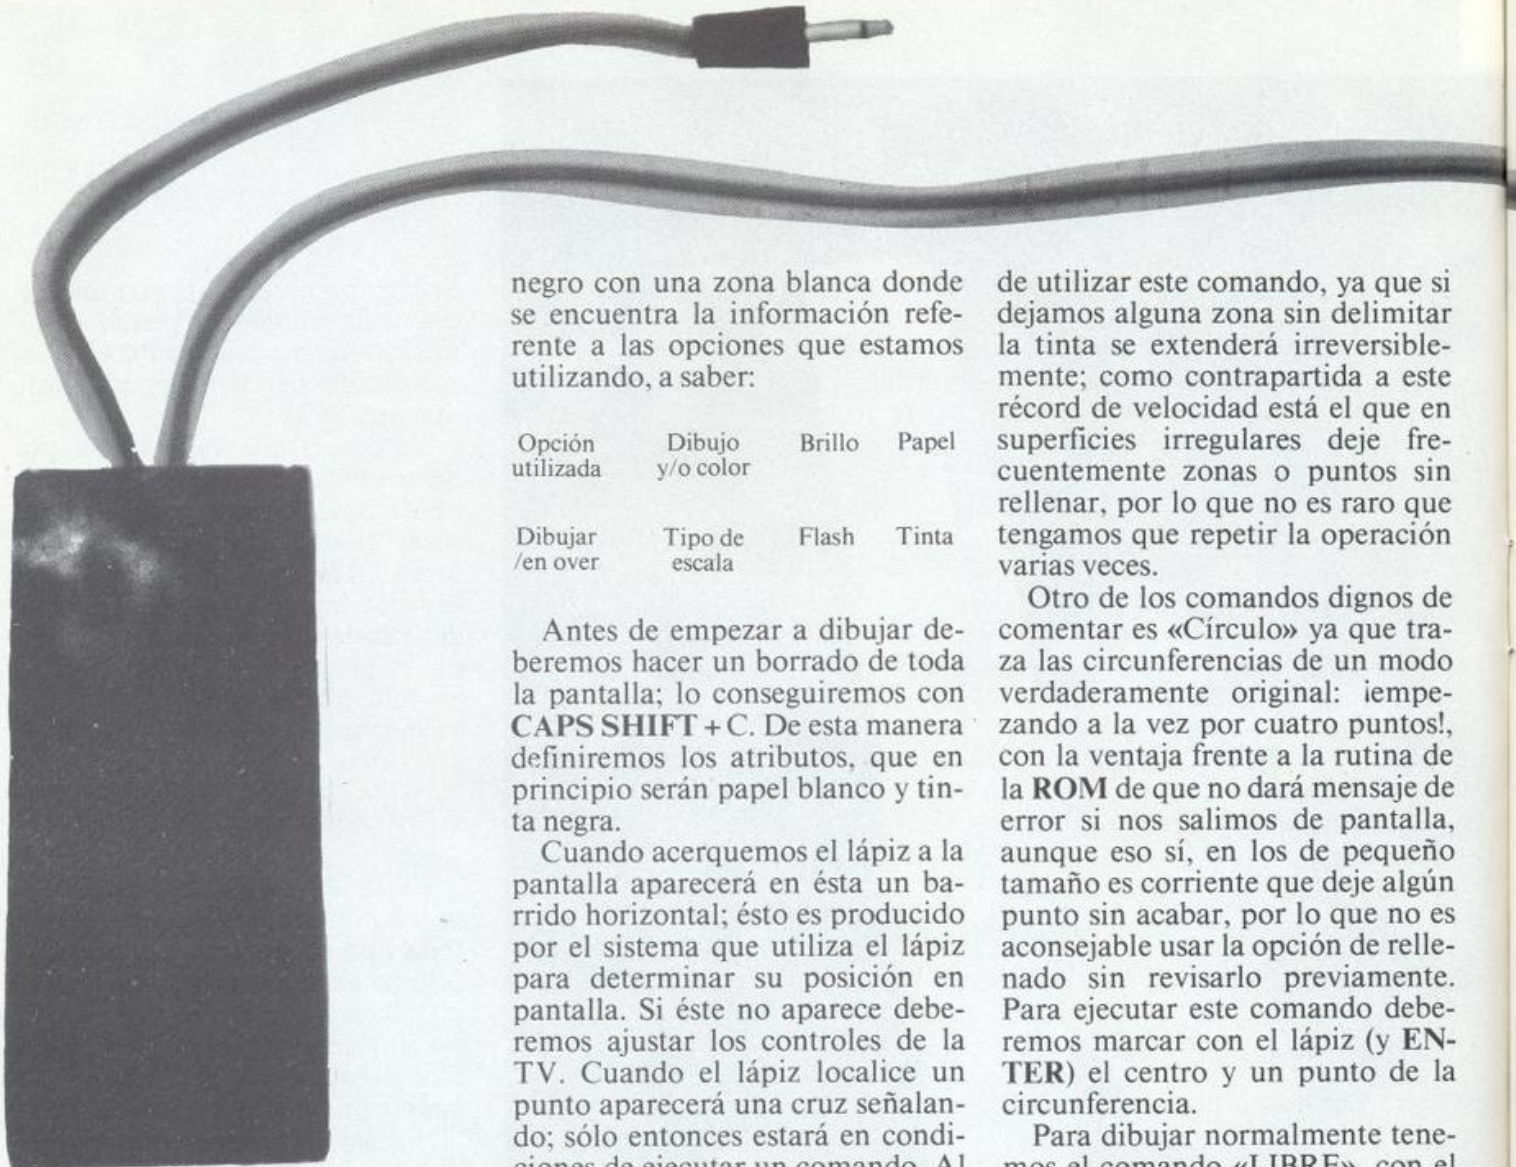 negro con una zona blanca donde
se encuentra la información refe-
rente a las opciones que estamos
utilizando, a saber:
Opción Dibujo Brillo Papel
utilizada y/o color
Dibujar Tipo de Flash Tinta
/en over escala
Antes de empezar a dibujar de-
beremos hacer un borrado de toda
la pantalla; lo conseguiremos con
CAPS SHIFT + C. De esta manera
definiremos los atributos, que en
principio serán papel blanco y tin-
ta negra.
Cuando acerquemos el lápiz a la
pantalla aparecerá en ésta un ba-
rrido horizontal; ésto es producido
por el sistema que utiliza el lápiz
para determinar su posición en
pantalla. Si éste no aparece debe-
remos ajustar los controles de la
TV. Cuando el lápiz localice un
punto aparecerá una cruz señalan-
do; sólo entonces estará en condi-
ciones de ejecutar un comando. Al
de utilizar este comando, ya que si
dejamos alguna zona sin delimitar
la tinta se extenderá irreversible-
mente; como contrapartida a este
récord de velocidad está el que en
superficies irregulares deje fre-
cuentemente zonas o puntos sin
rellenar, por lo que no es raro que
tengamos que repetir la operación
varias veces.
Otro de los comandos dignos de
comentar es «Círculo» ya que tra-
za las circunferencias de un modo
verdaderamente original: ¡empe-
zando a la vez por cuatro puntos!,
con la ventaja frente a la rutina de
la ROM de que no dará mensaje de
error si nos salimos de pantalla,
aunque eso sí, en los de pequeño
tamaño es corriente que deje algún
punto sin acabar, por lo que no es
aconsejable usar la opción de relle-
nado sin revisarlo previamente.
Para ejecutar este comando debe-
remos marcar con el lápiz (y EN-
TER) el centro y un punto de la
circunferencia.
Para dibujar normalmente tene-
mos el comando «LIBRE», con el